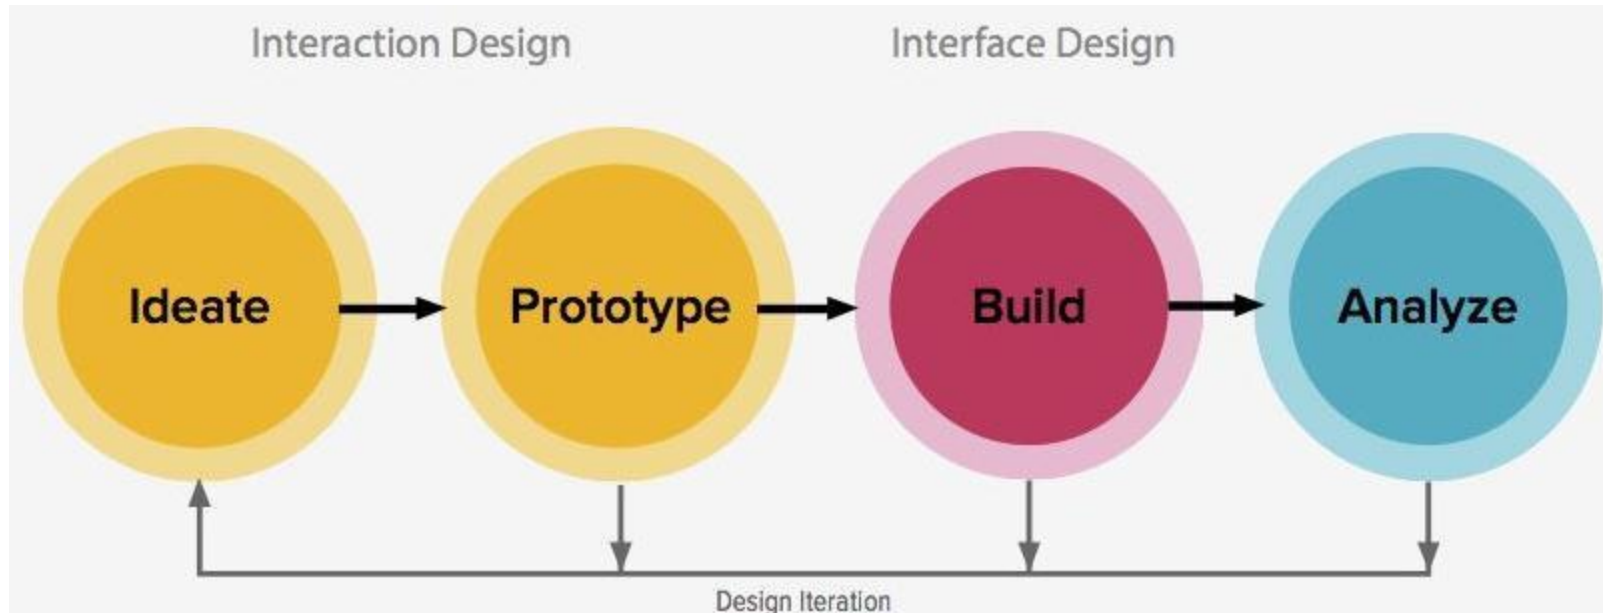 Interaction Design
Interface Design
Ideate
Prototype
Build
Analyze
Design Iteration